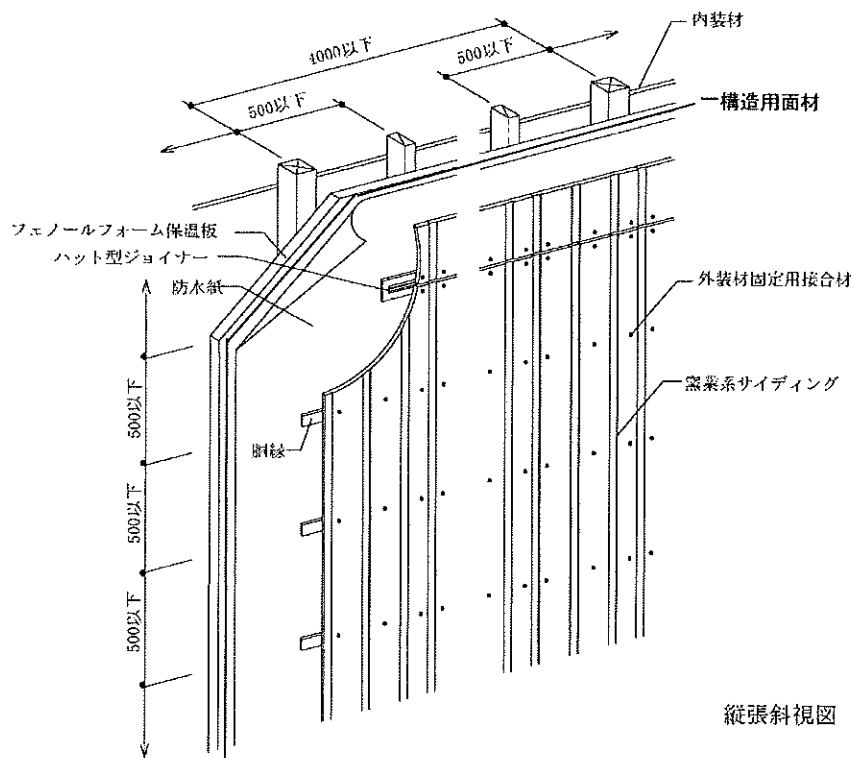 内装材
4000以下
500以下
500以下
構造用面材
フェノールフォーム保温板
ハット型ジョイナー
防水紙
外装材固定用接合材
窯業系サイディング
胴縁
500以下
500以下
500以下
縦張斜視図